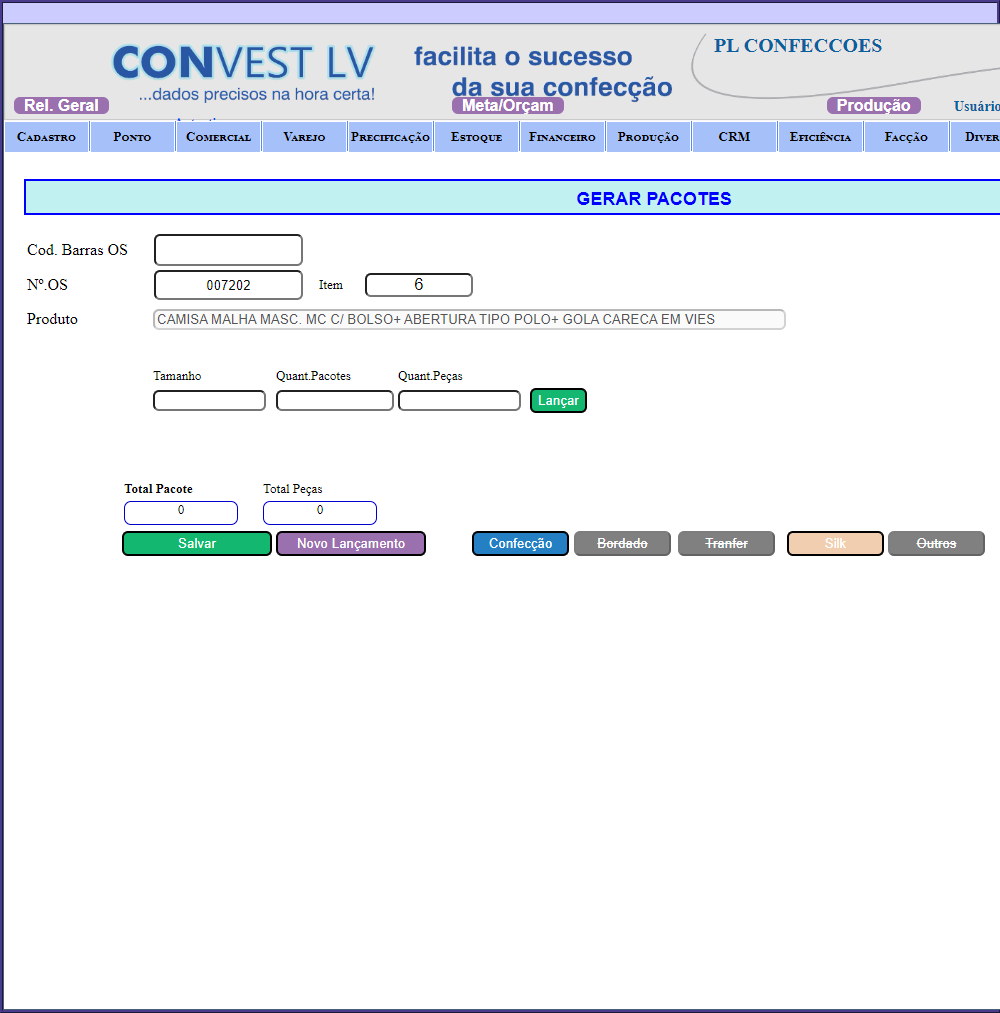 CONVEST LV
...dados precisos na hora certa!
facilita o sucesso
da sua confecção
PL CONFECCOES
Rel. Geral
Meta/Orçam
Produção
Usuário
CADASTRO PONTO COMERCIAL VAREJO PRECIFICAÇÃO ESTOQUE FINANCEIRO PRODUÇÃO CRM EFICIÊNCIA FACÇÃO DIVER
GERAR PACOTES
Cod. Barras OS
Nº.OS 007202 Item 6
Produto CAMISA MALHA MASC. MC C/ BOLSO+ ABERTURA TIPO POLO+ GOLA CARECA EM VIES
Tamanho Quant.Pacotes Quant.Peças
Lançar
Total Pacote Total Peças
0 0
Salvar Novo Lançamento Confecção Bordado Tranfer Silk Outros